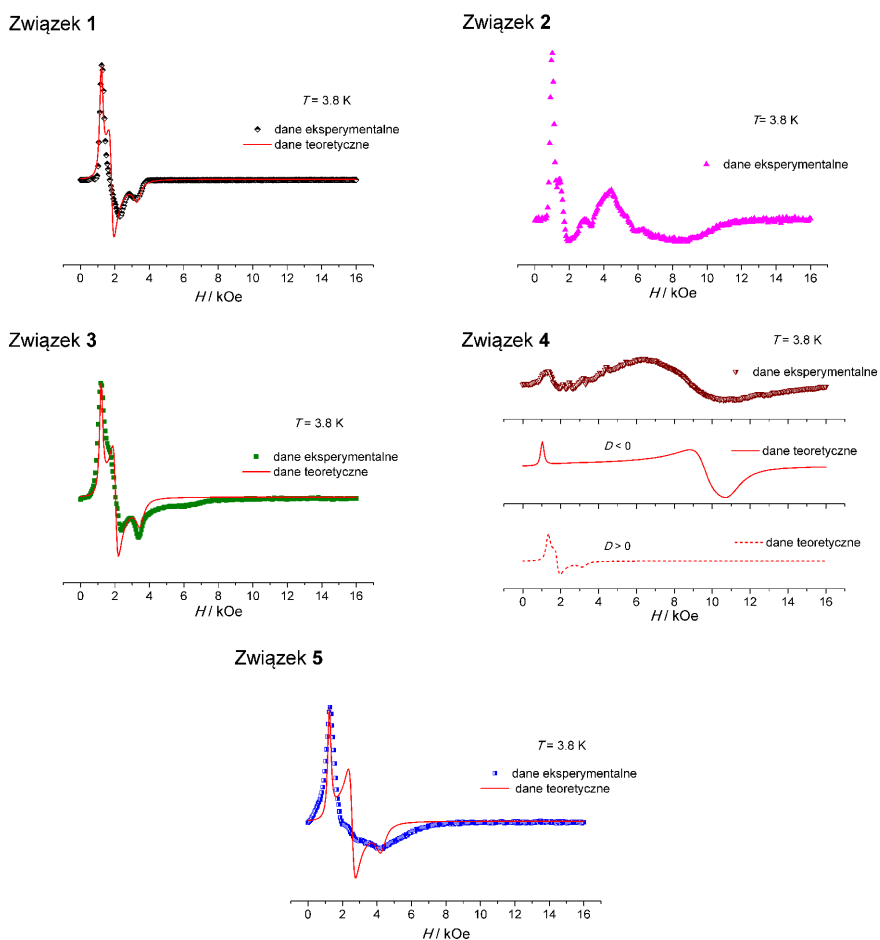 Związek 1
T = 3.8 K
dane eksperymentalne
dane teoretyczne
0 2 4 6 8 10 12 14 16
H / kOe
Związek 2
T= 3.8 K
dane eksperymentalne
0 2 4 6 8 10 12 14 16
H / kOe
Związek 3
T = 3.8 K
dane eksperymentalne
dane teoretyczne
0 2 4 6 8 10 12 14 16
H / kOe
Związek 4
T = 3.8 K
dane eksperymentalne
D < 0
dane teoretyczne
D > 0
dane teoretyczne
0 2 4 6 8 10 12 14 16
H / kOe
Związek 5
T = 3.8 K
dane eksperymentalne
dane teoretyczne
0 2 4 6 8 10 12 14 16
H / kOe